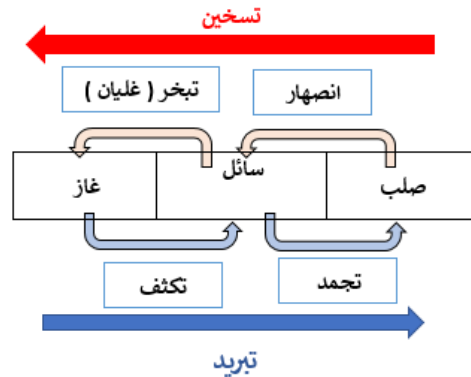 تسخين
انصهار
تبخر ( غليان )
صلب
سائل
غاز
تجمد
تكثف
تبريد